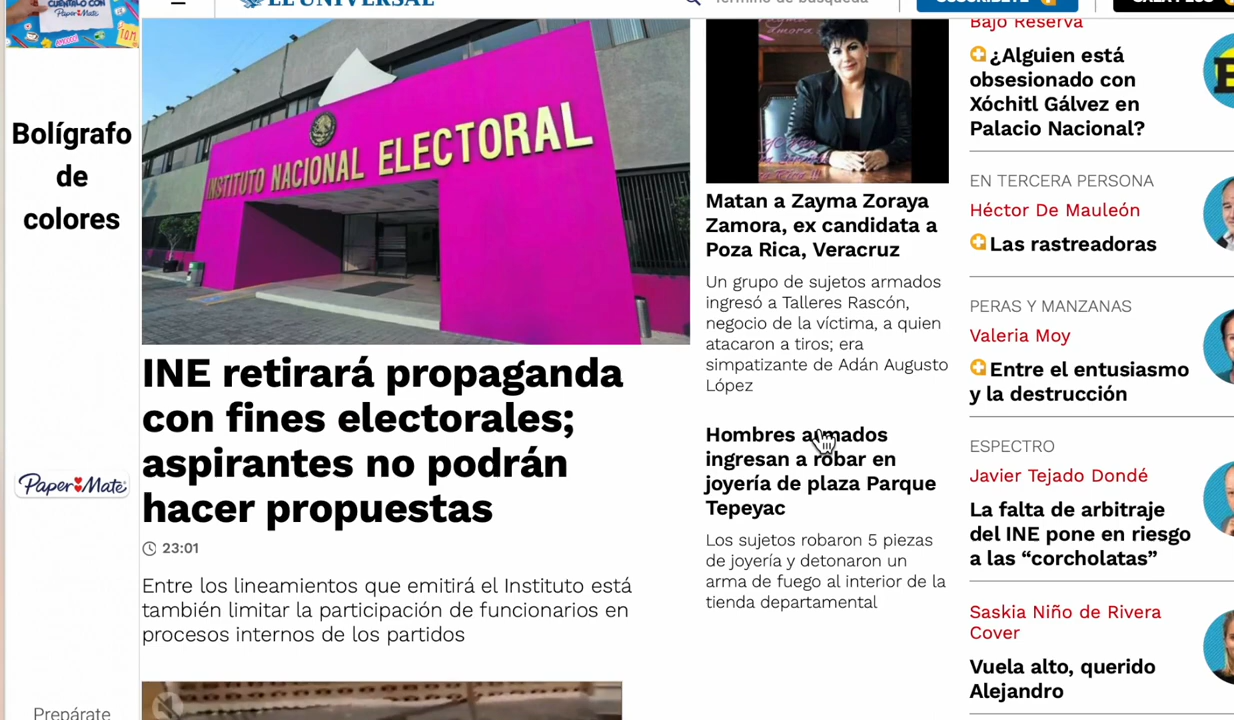 CUÉNTALO CON
Paper Mate
EL UNIVERSAL
Término de búsqueda
Bolígrafo
de
colores
Paper Mate
Prepárate
INSTITUTO NACIONAL ELECTORAL
INE retirará propaganda
con fines electorales;
aspirantes no podrán
hacer propuestas
23:01
Entre los lineamientos que emitirá el Instituto está
también limitar la participación de funcionarios en
procesos internos de los partidos
Matan a Zayma Zoraya
Zamora, ex candidata a
Poza Rica, Veracruz
Un grupo de sujetos armados
ingresó a Talleres Rascón,
negocio de la víctima, a quien
atacaron a tiros; era
simpatizante de Adán Augusto
López
Hombres armados
ingresan a robar en
joyería de plaza Parque
Tepeyac
Los sujetos robaron 5 piezas
de joyería y detonaron un
arma de fuego al interior de la
tienda departamental
Bajo Reserva
¿Alguien está
obsesionado con
Xóchitl Gálvez en
Palacio Nacional?
EN TERCERA PERSONA
Héctor De Mauleón
Las rastreadoras
PERAS Y MANZANAS
Valeria Moy
Entre el entusiasmo
y la destrucción
ESPECTRO
Javier Tejado Dondé
La falta de arbitraje
del INE pone en riesgo
a las “corcholatas”
Saskia Niño de Rivera
Cover
Vuela alto, querido
Alejandro